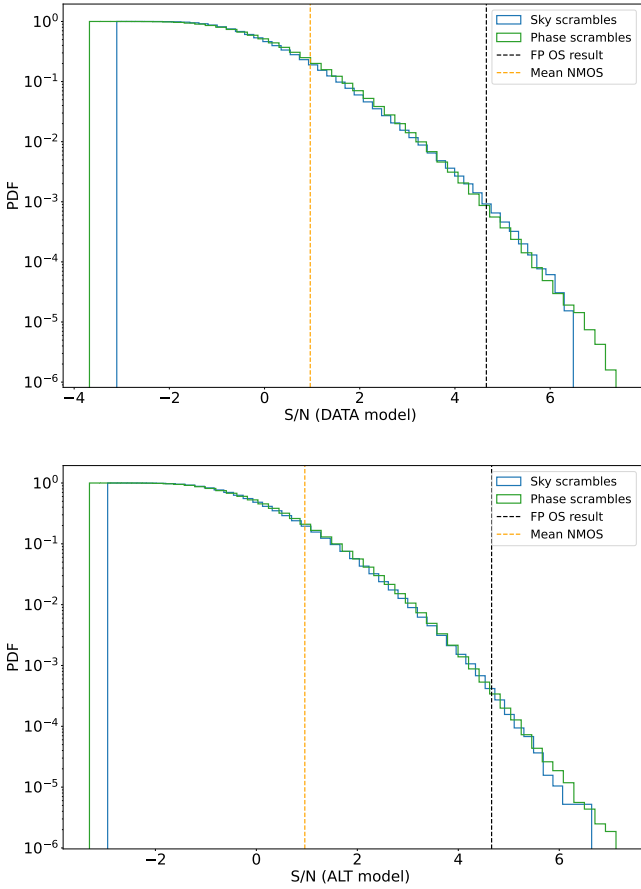 10⁰
10⁻¹
10⁻²
10⁻³
10⁻⁴
10⁻⁵
10⁻⁶
PDF
Sky scrambles
Phase scrambles
FP OS result
Mean NMOS
−4 −2 0 2 4 6
S/N (DATA model)
10⁰
10⁻¹
10⁻²
10⁻³
10⁻⁴
10⁻⁵
10⁻⁶
PDF
Sky scrambles
Phase scrambles
FP OS result
Mean NMOS
−2 0 2 4 6
S/N (ALT model)